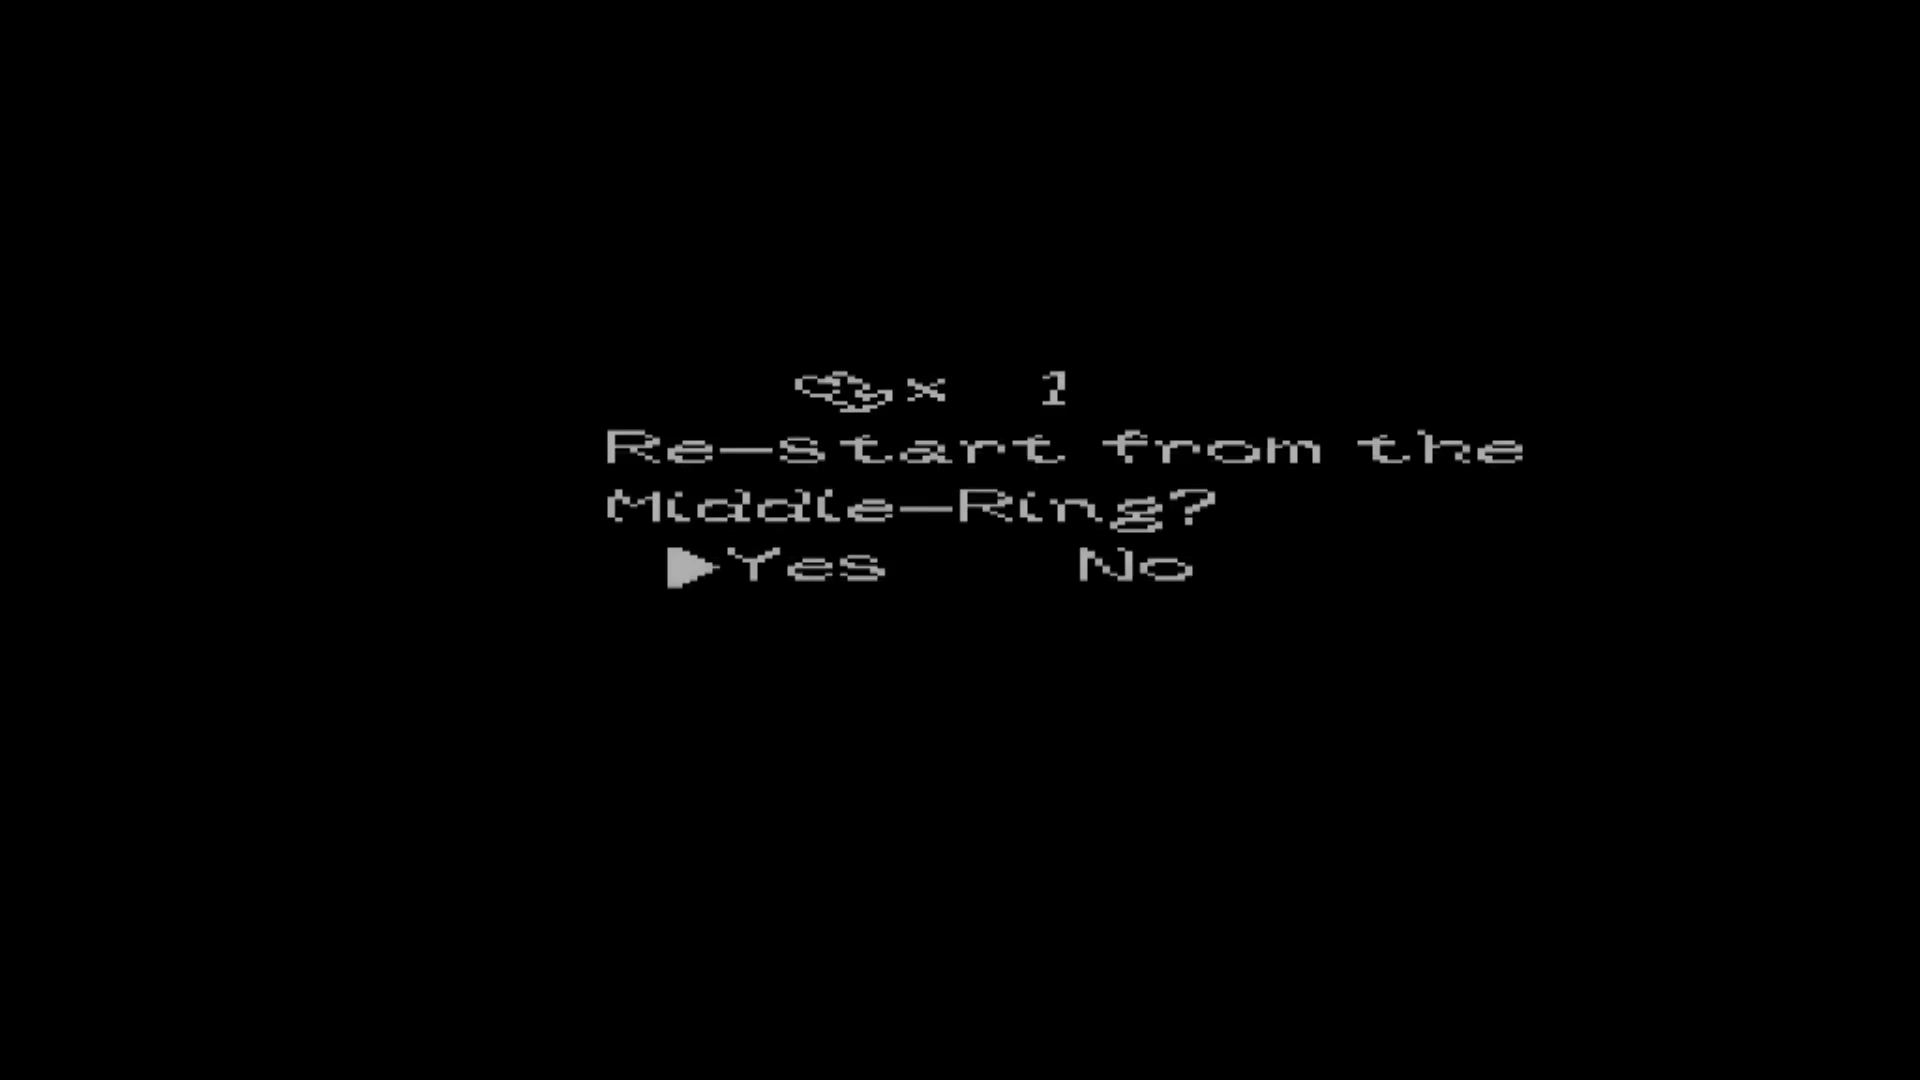 × 1
Re-start from the
Middle-Ring?
▶Yes No